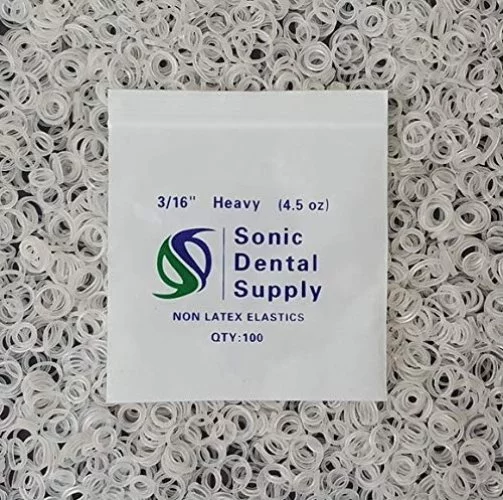 3/16" Heavy (4.5 oz)
Sonic
Dental
Supply
NON LATEX ELASTICS
QTY:100